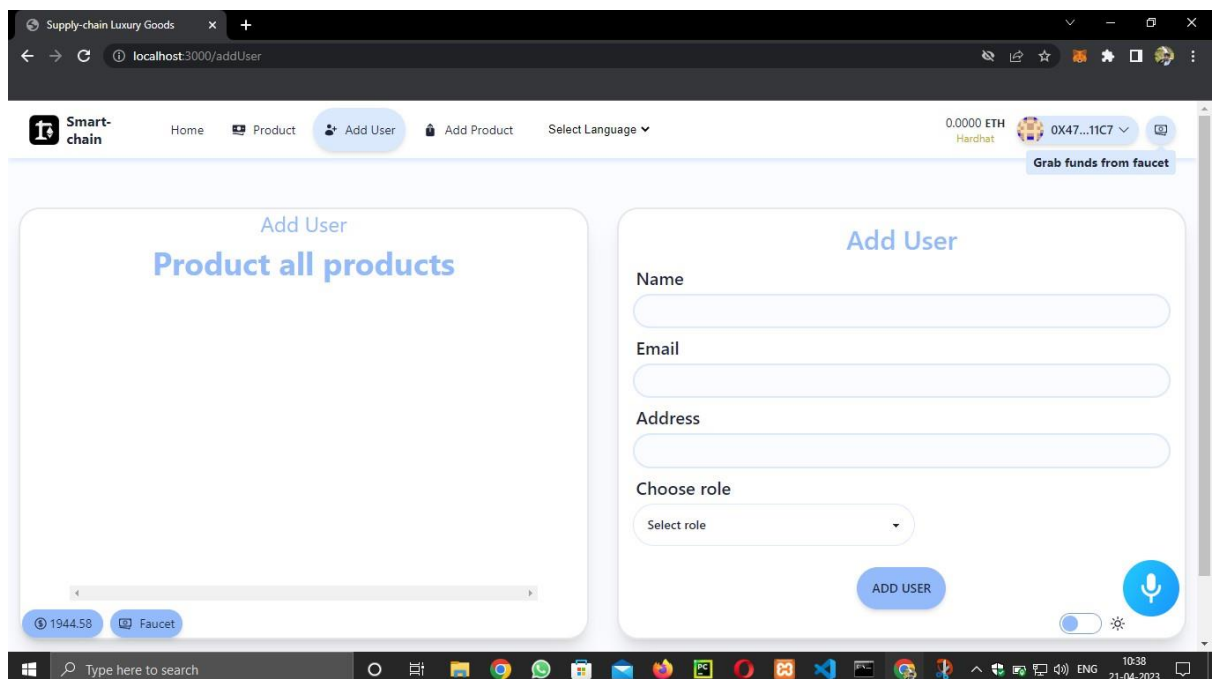 Supply-chain Luxury Goods
localhost:3000/addUser
Smart-
chain
Home
Product
Add User
Add Product
Select Language
0.0000 ETH
Hardhat
0X47...11C7
Grab funds from faucet
Add User
Product all products
Add User
Name
Email
Address
Choose role
Select role
ADD USER
1944.58
Faucet
Type here to search
ENG
10:38
21-04-2023